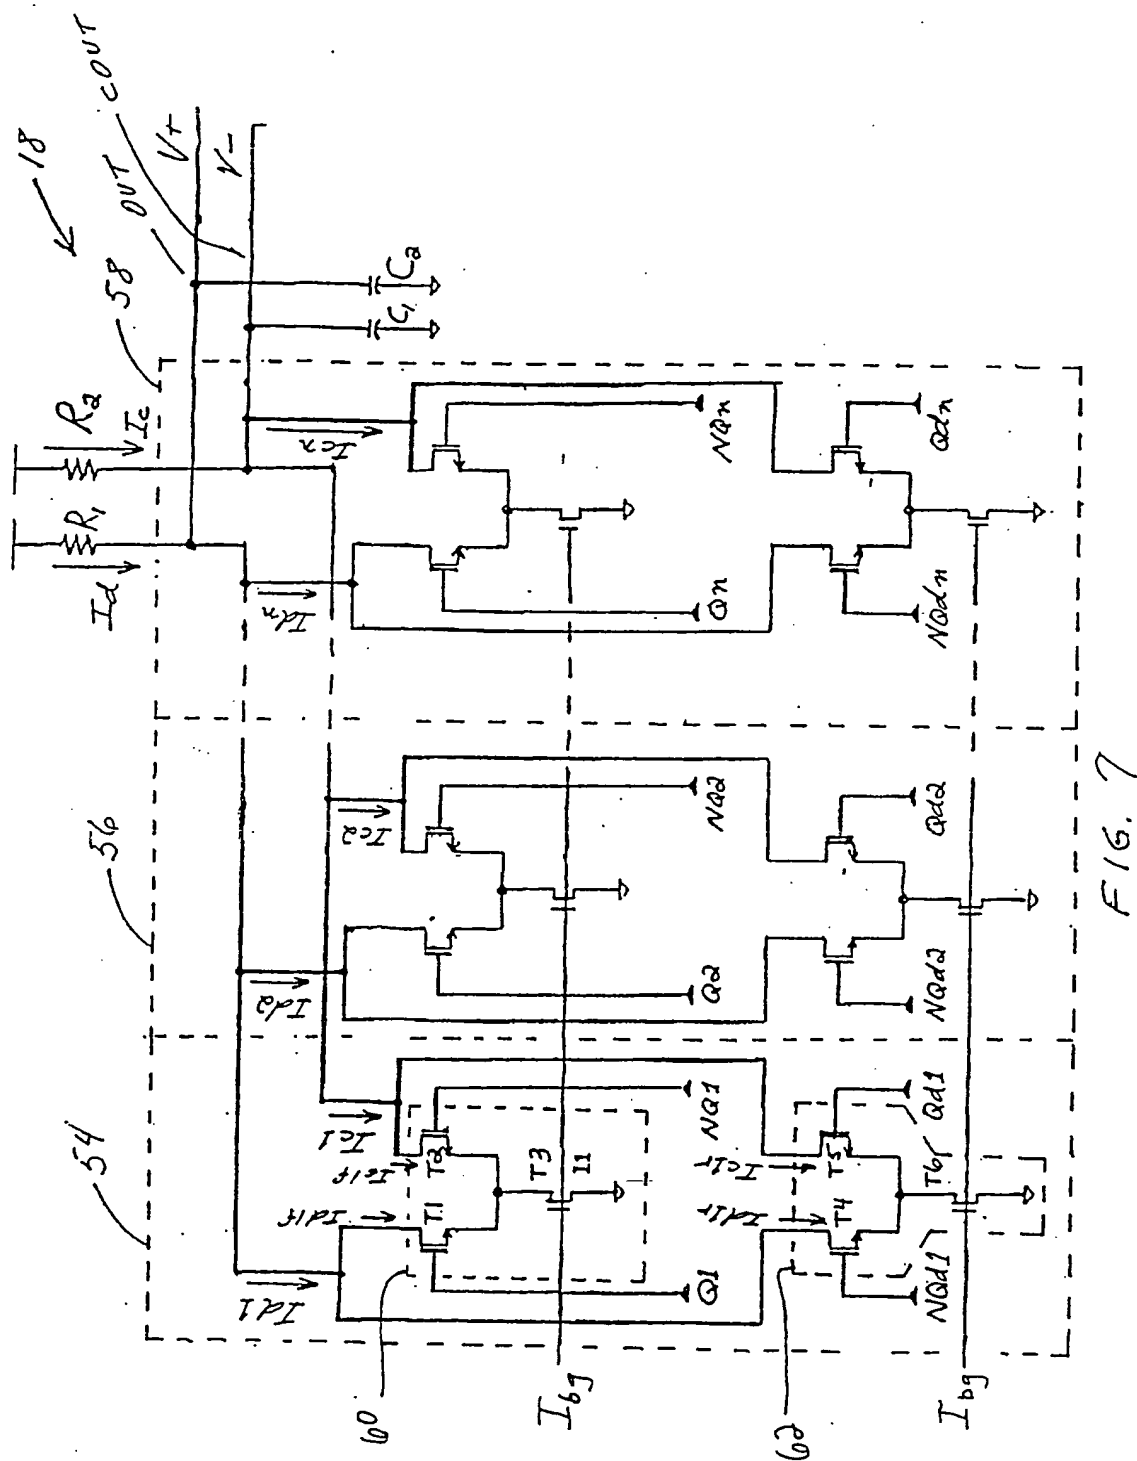 18
58
OUT
COUT
V+
V-
R1
R2
Id
Ic
C1
C2
56
54
Idn
Icn
Qn
NQn
NQdn
Qdn
Id2
Ic2
Q2
NQ2
NQd2
Qd2
Id1
Ic1
Id1f
Ic1f
T1
T2
T3
I1
Q1
NQ1
60
Ibg
Id1r
Ic1r
T4
T5
T6
NQd1
Qd1
62
Ibg
FIG. 7